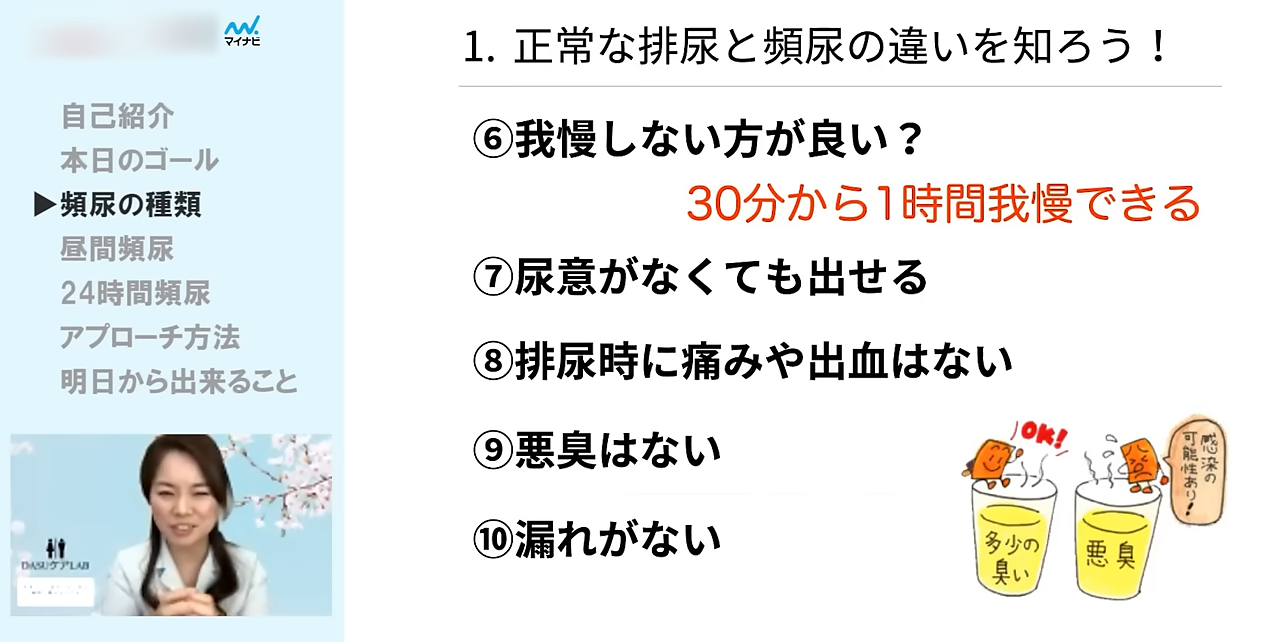 マイナビ
自己紹介
本日のゴール
▶頻尿の種類
昼間頻尿
24時間頻尿
アプローチ方法
明日から出来ること
DASUケアLAB
1. 正常な排尿と頻尿の違いを知ろう！
⑥我慢しない方が良い？
30分から1時間我慢できる
⑦尿意がなくても出せる
⑧排尿時に痛みや出血はない
⑨悪臭はない
⑩漏れがない
OK!
感染の
可能性あり!
多少の
臭い
悪臭